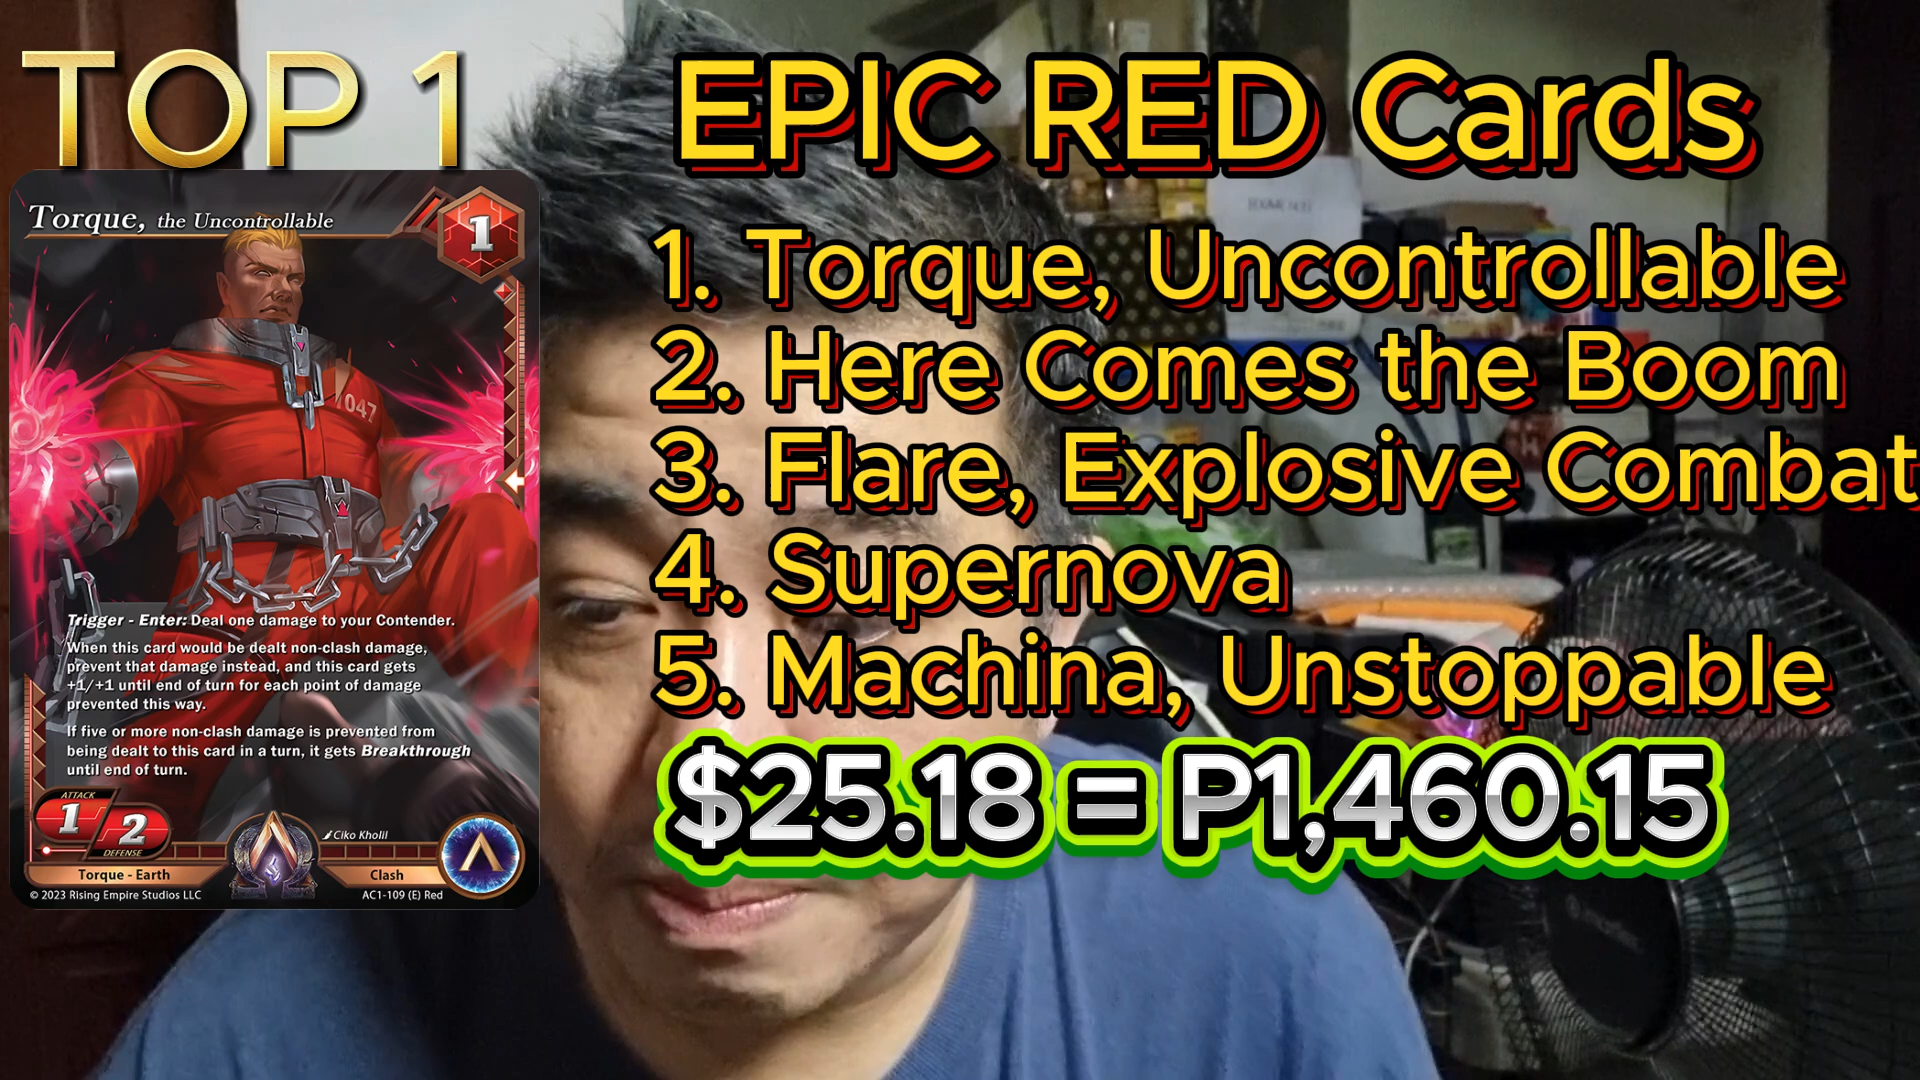 TOP 1
EPIC RED Cards
1. Torque, Uncontrollable
2. Here Comes the Boom
3. Flare, Explosive Combat
4. Supernova
5. Machina, Unstoppable
$25.18 = P1,460.15
Torque, the Uncontrollable
1
047
Trigger - Enter: Deal one damage to your Contender.
When this card would be dealt non-clash damage,
prevent that damage instead, and this card gets
+1/+1 until end of turn for each point of damage
prevented this way.
If five or more non-clash damage is prevented from
being dealt to this card in a turn, it gets Breakthrough
until end of turn.
ATTACK
1 2
DEFENSE
Ciko Kholil
Torque - Earth
Clash
© 2023 Rising Empire Studios LLC
AC1-109 (E) Red